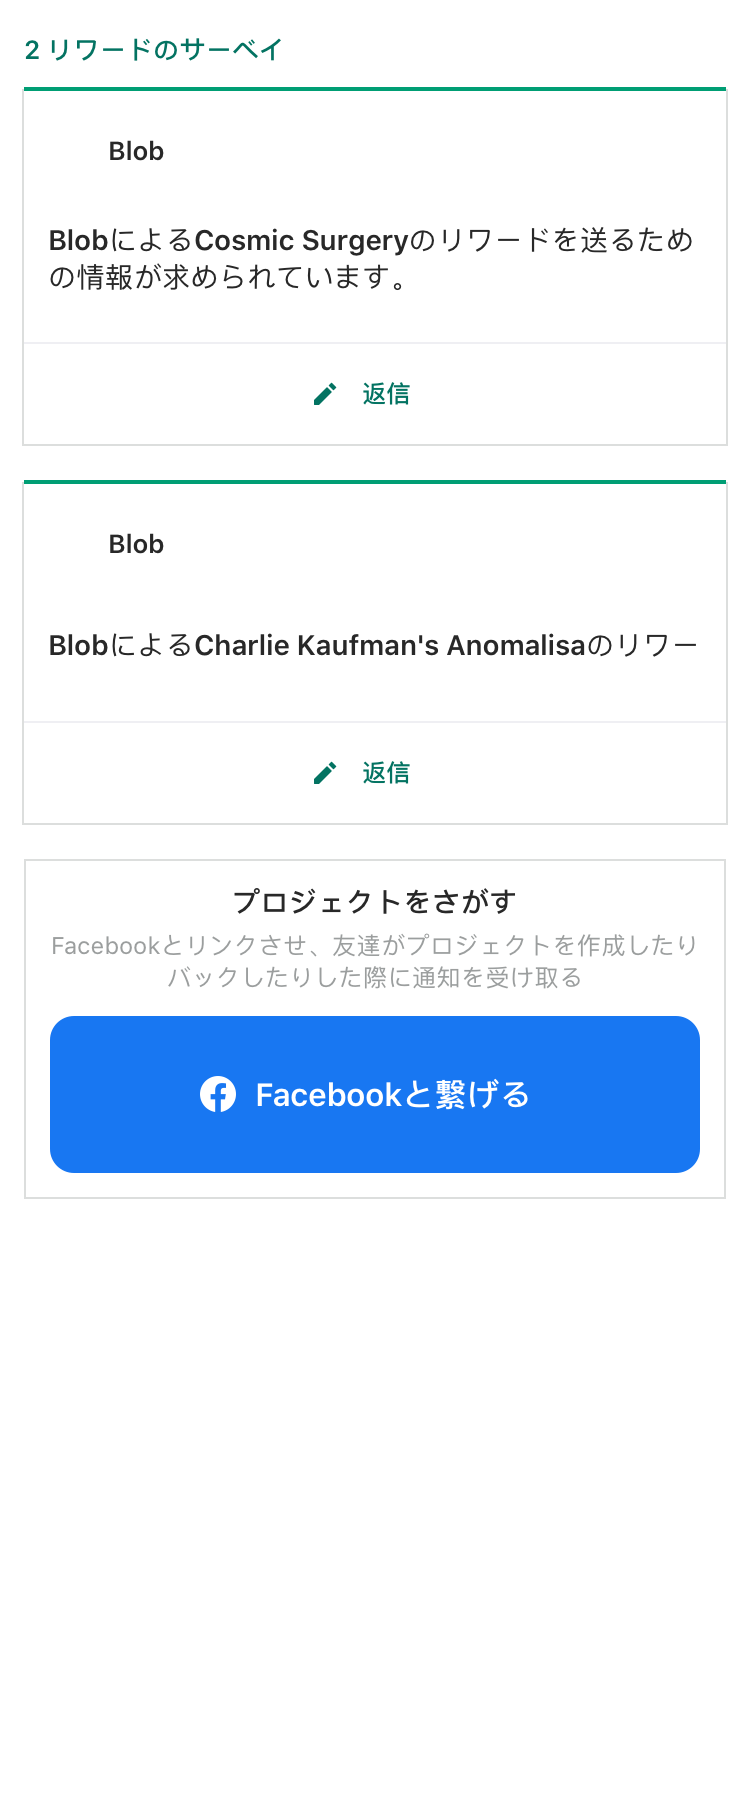 2 リワードのサーベイ
Blob
BlobによるCosmic Surgeryのリワードを送るため
の情報が求められています。
返信
Blob
BlobによるCharlie Kaufman's Anomalisaのリワー
返信
プロジェクトをさがす
Facebookとリンクさせ、友達がプロジェクトを作成したり
バックしたりした際に通知を受け取る
Facebookと繋げる